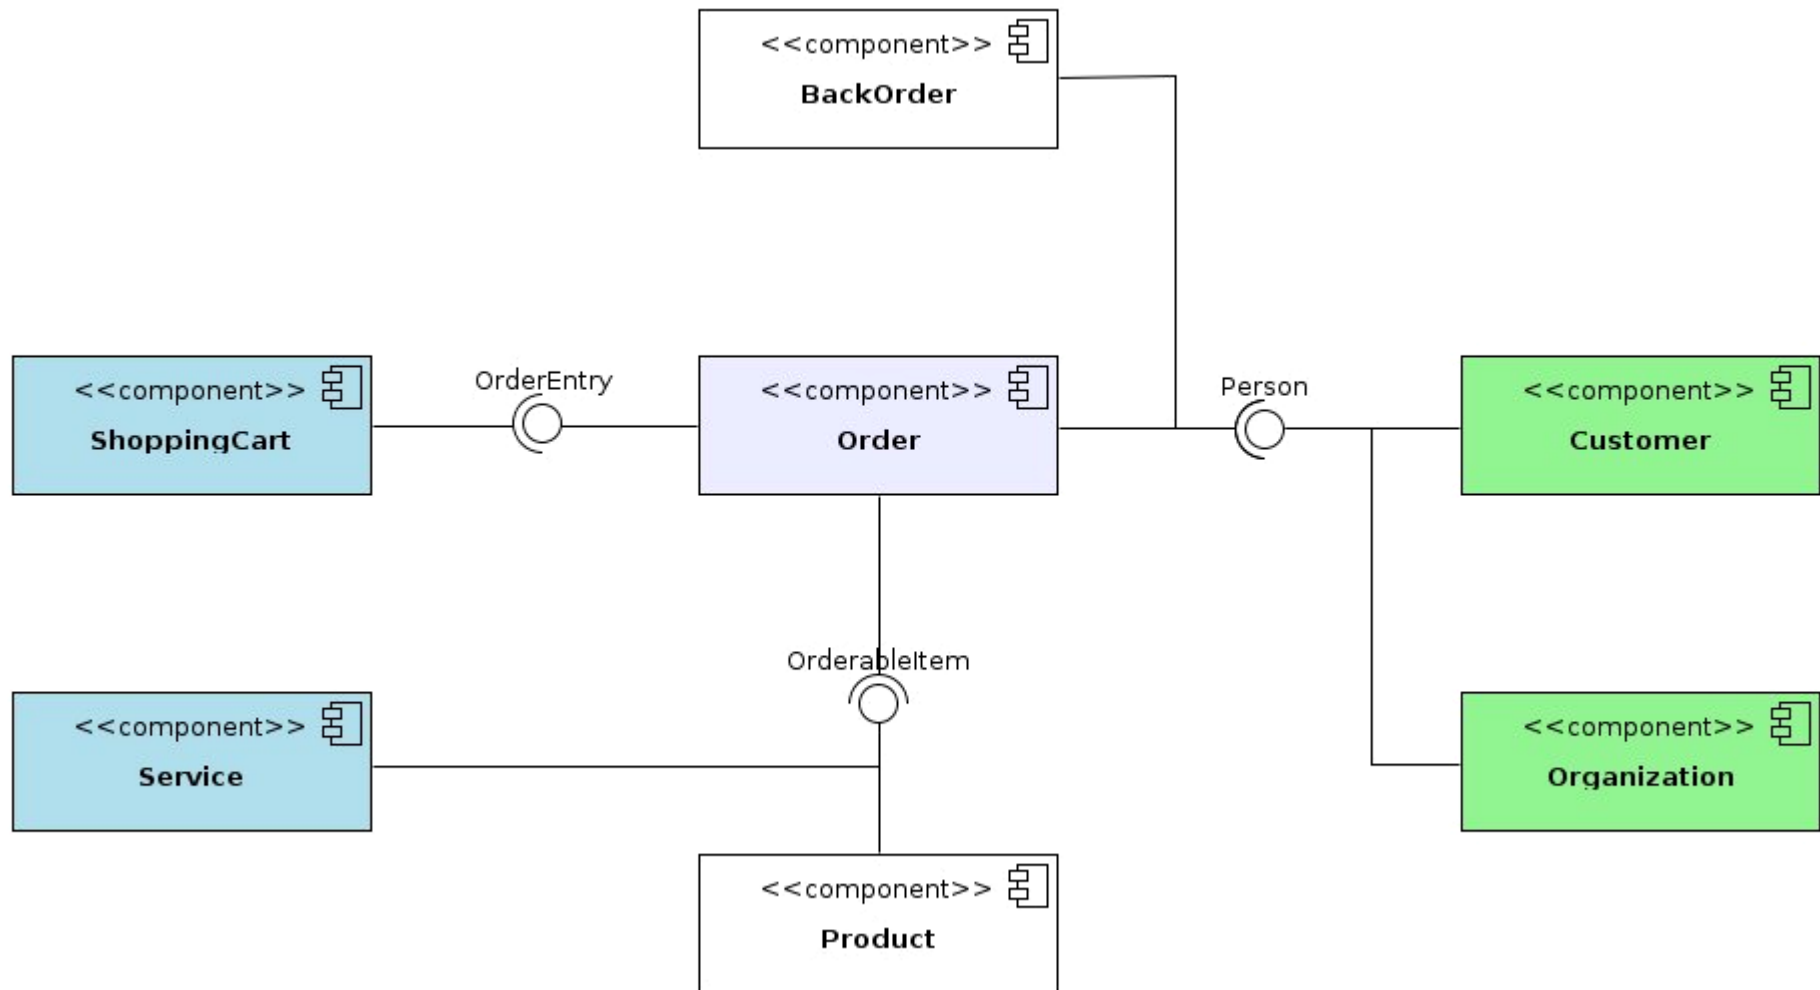 <<component>>
BackOrder
<<component>>
ShoppingCart
OrderEntry
<<component>>
Order
Person
<<component>>
Customer
OrderableItem
<<component>>
Service
<<component>>
Organization
<<component>>
Product